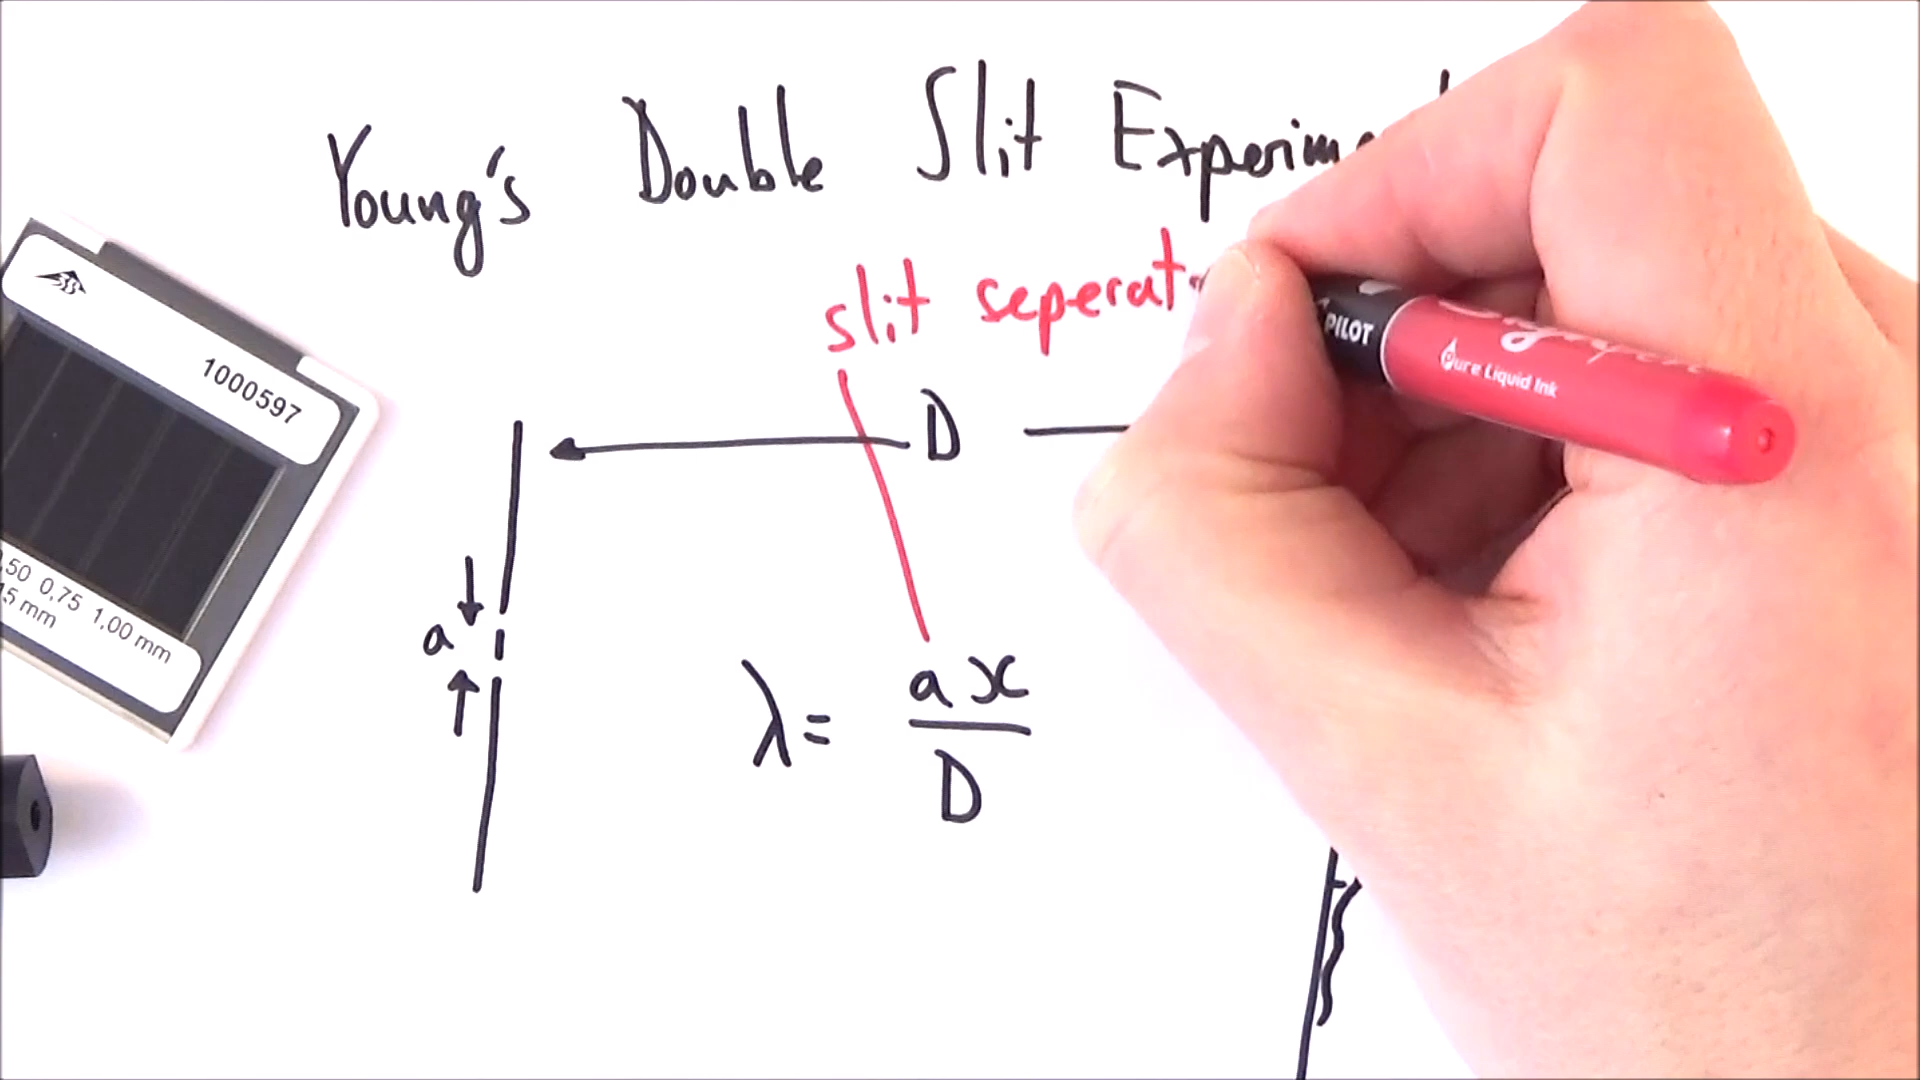 Young's Double Slit Experim
slit seperat
D
a
λ = ax
D
1000597
,50 0,75 1,00 mm
15 mm
PILOT
Pure Liquid Ink